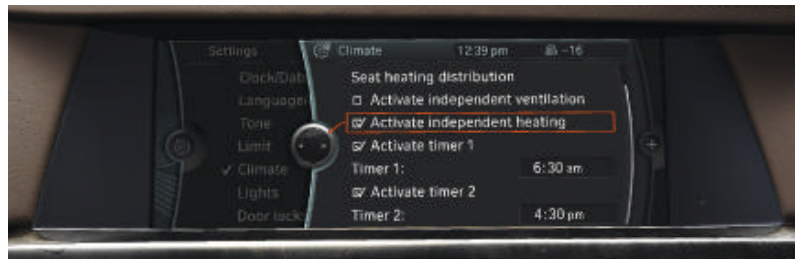 Settings
Clock/Dat
Language
Tone
Limit
Climate
Lights
Door lock
Climate 12:39 pm -16
Seat heating distribution
Activate independent ventilation
Activate independent heating
Activate timer 1
Timer 1: 6:30 am
Activate timer 2
Timer 2: 4:30 pm